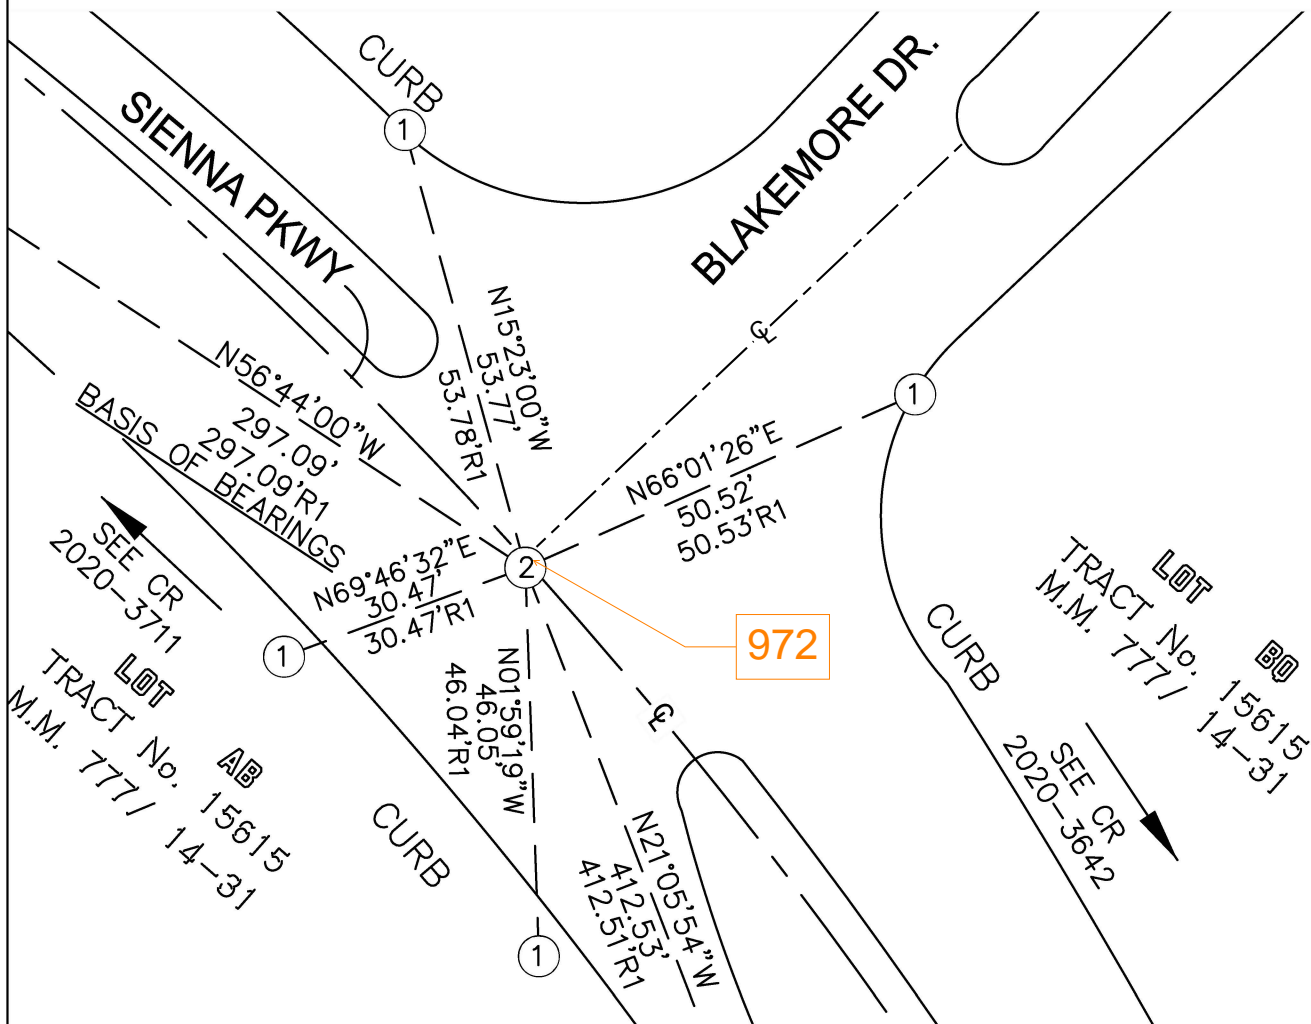 CURB
1
SIENNA PKWY
BLAKEMORE DR.
℄
N15°23'00"W
53.77'
53.78'R1
N56°44'00"W
297.09'
297.09'R1
BASIS OF BEARINGS
1
N66°01'26"E
50.52'
50.53'R1
SEE CR
2020-3711
N69°46'32"E
30.47'
30.47'R1
2
972
1
LOT AB
TRACT No. 15615
M.M. 777/ 14-31
N01°59'19"W
46.05'
46.04'R1
℄
CURB
LOT BQ
TRACT No. 15615
M.M. 777/ 14-31
SEE CR
2020-3642
CURB
N21°05'54"W
412.53'
412.51'R1
1